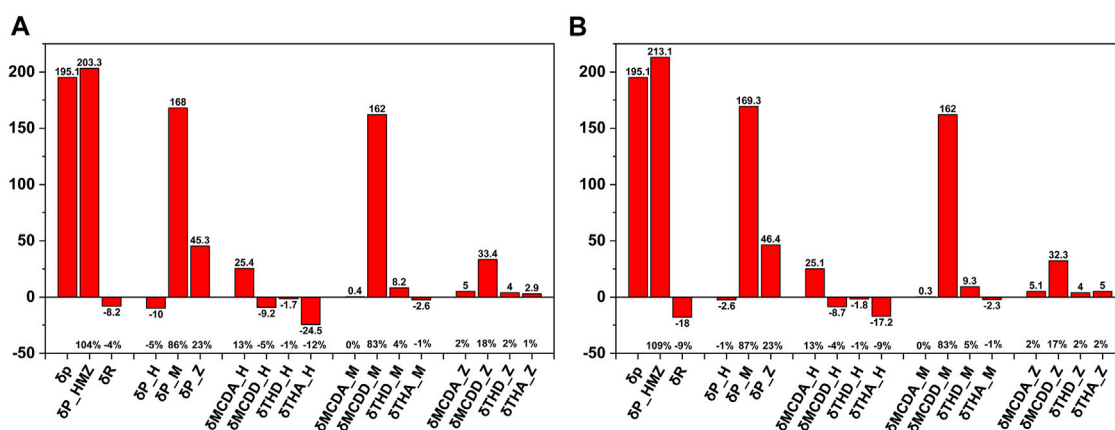 A
200
150
100
50
0
-50
195.1
203.3
-8.2
-10
168
45.3
25.4
-9.2
-1.7
-24.5
0.4
162
8.2
-2.6
5
33.4
4
2.9
104% -4% -5% 86% 23% 13% -5% -1% -12% 0% 83% 4% -1% 2% 18% 2% 1%
δp
δP_HMZ
δR
δP_H
δP_M
δP_Z
δMCDA_H
δMCDD_H
δTHD_H
δTHA_H
δMCDA_M
δMCDD_M
δTHD_M
δTHA_M
δMCDA_Z
δMCDD_Z
δTHD_Z
δTHA_Z
B
200
150
100
50
0
-50
195.1
213.1
-18
-2.6
169.3
46.4
25.1
-8.7
-1.8
-17.2
0.3
162
9.3
-2.3
5.1
32.3
4
5
109% -9% -1% 87% 23% 13% -4% -1% -9% 0% 83% 5% -1% 2% 17% 2% 2%
δp
δP_HMZ
δR
δP_H
δP_M
δP_Z
δMCDA_H
δMCDD_H
δTHD_H
δTHA_H
δMCDA_M
δMCDD_M
δTHD_M
δTHA_M
δMCDA_Z
δMCDD_Z
δTHD_Z
δTHA_Z